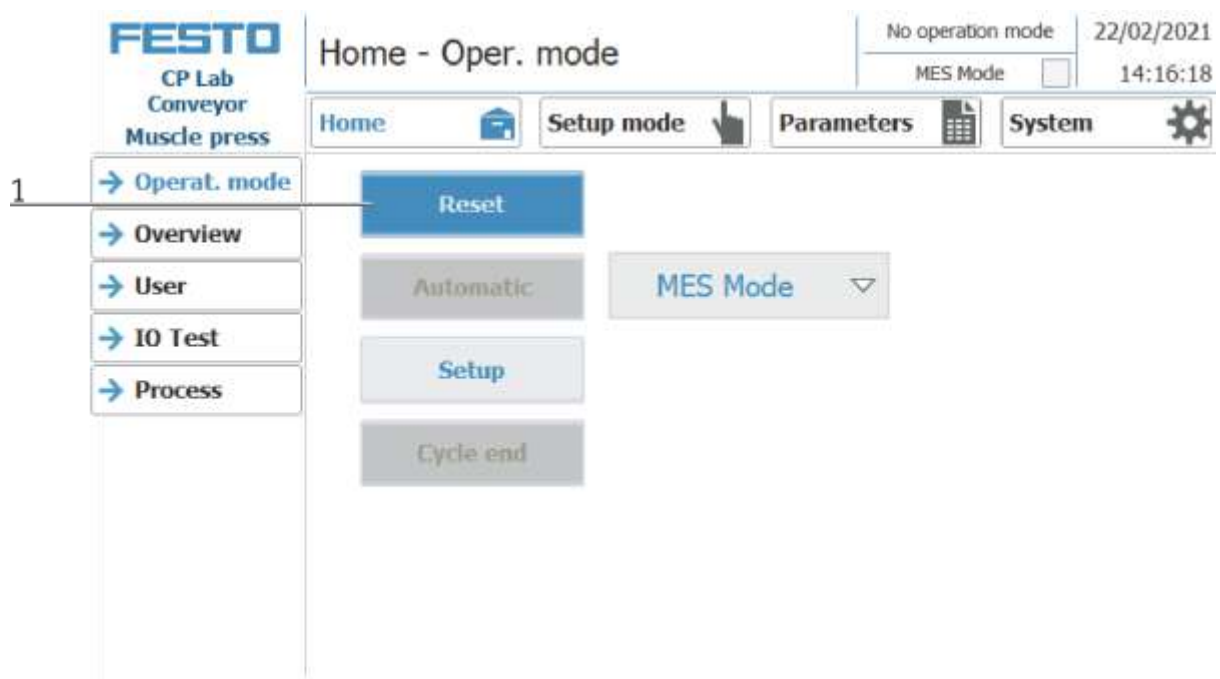 FESTO
CP Lab
Conveyor
Muscle press
Home - Oper. mode
No operation mode
MES Mode
22/02/2021
14:16:18
Home
Setup mode
Parameters
System
1
Operat. mode
Overview
User
IO Test
Process
Reset
Automatic
MES Mode
Setup
Cycle end